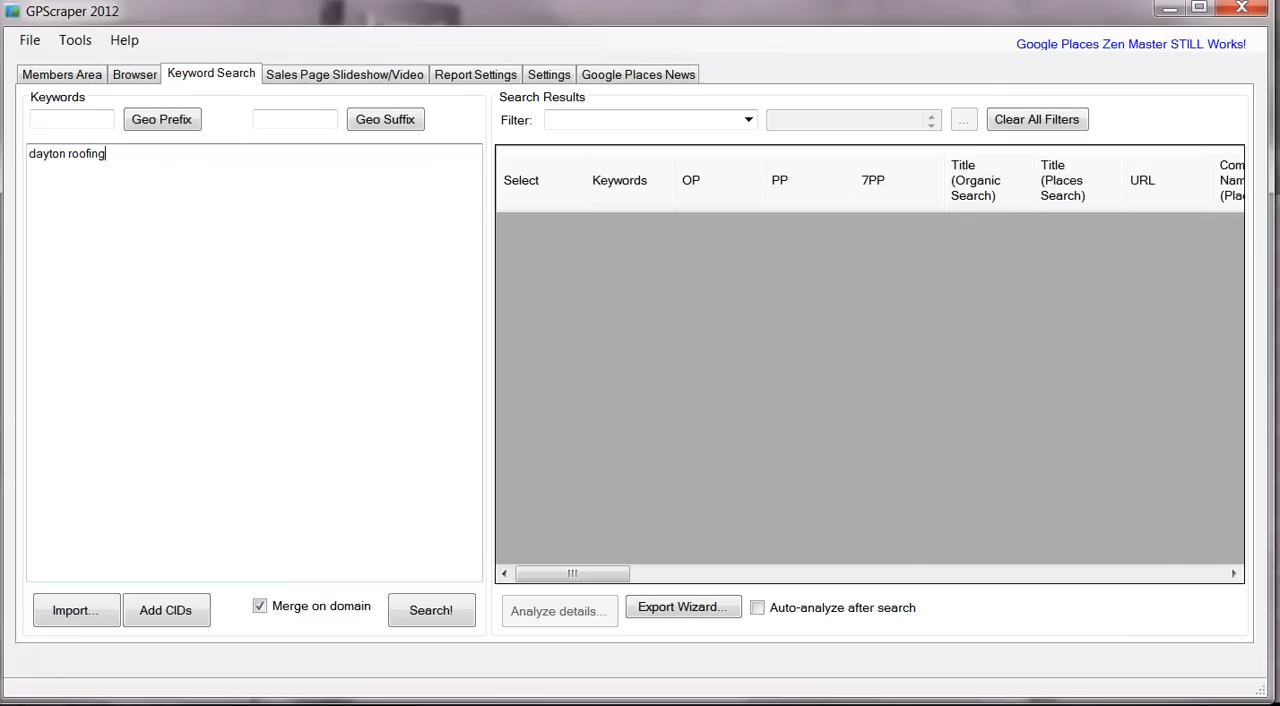 GPScraper 2012
File Tools Help
Google Places Zen Master STILL Works!
Members Area Browser Keyword Search Sales Page Slideshow/Video Report Settings Settings Google Places News
Keywords
Geo Prefix Geo Suffix
dayton roofing
Import... Add CIDs Merge on domain Search!
Search Results
Filter: ... Clear All Filters
Select Keywords OP PP 7PP Title (Organic Search) Title (Places Search) URL Com Nam (Pla
Analyze details... Export Wizard... Auto-analyze after search